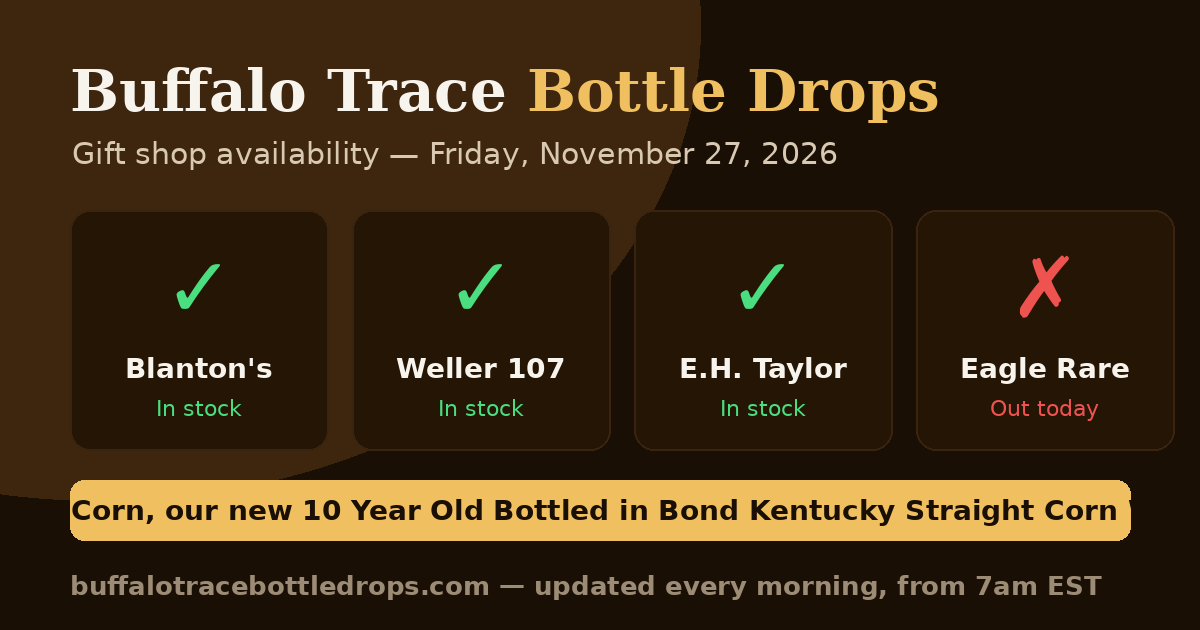 Buffalo Trace Bottle Drops
Gift shop availability — Friday, November 27, 2026
✓ ✓ ✓ ✗
Blanton's Weller 107 E.H. Taylor Eagle Rare
In stock In stock In stock Out today
Corn, our new 10 Year Old Bottled in Bond Kentucky Straight Corn
buffalotracebottledrops.com — updated every morning, from 7am EST